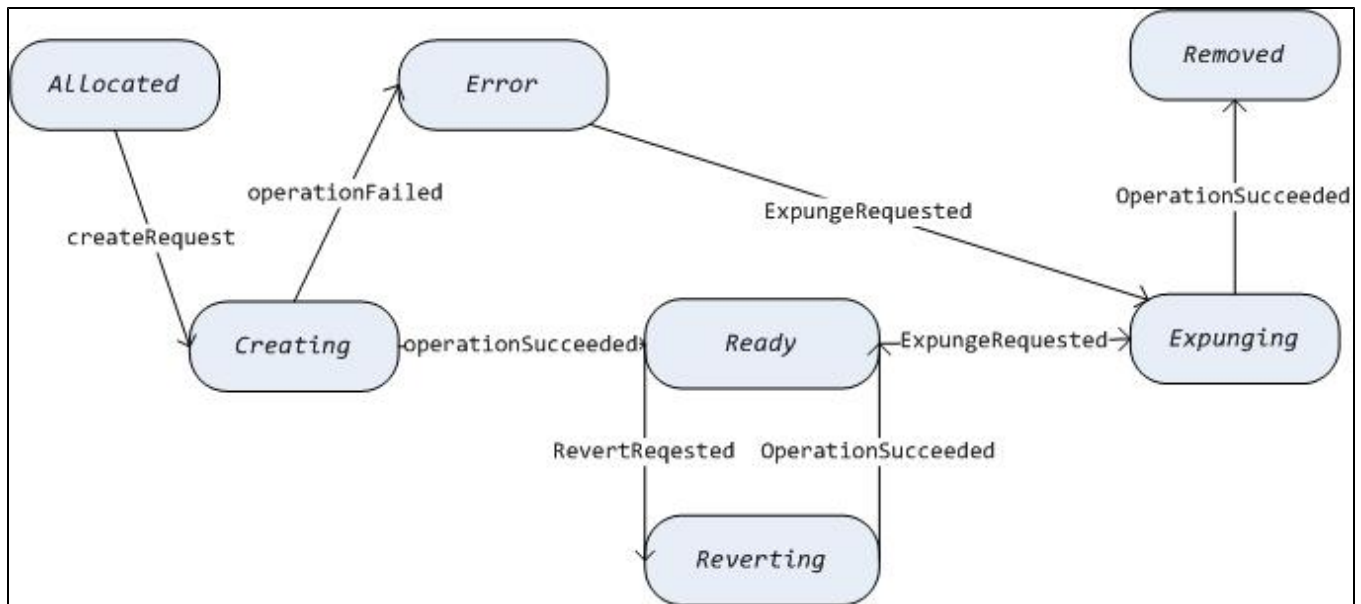 Removed
Allocated
Error
operationFailed
OperationSucceeded
ExpungeRequested
createRequest
Creating
operationSucceeded
Ready
ExpungeRequested
Expunging
RevertReqested
OperationSucceeded
Reverting